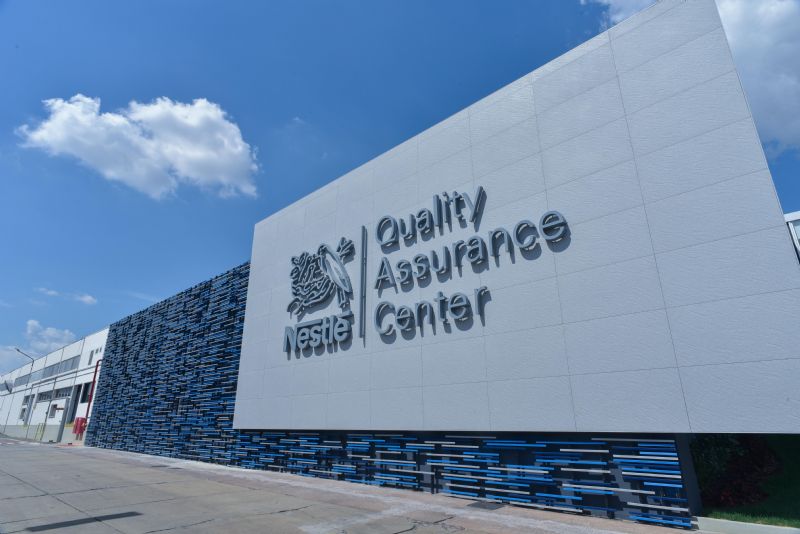 Nestlé
Quality
Assurance
Center